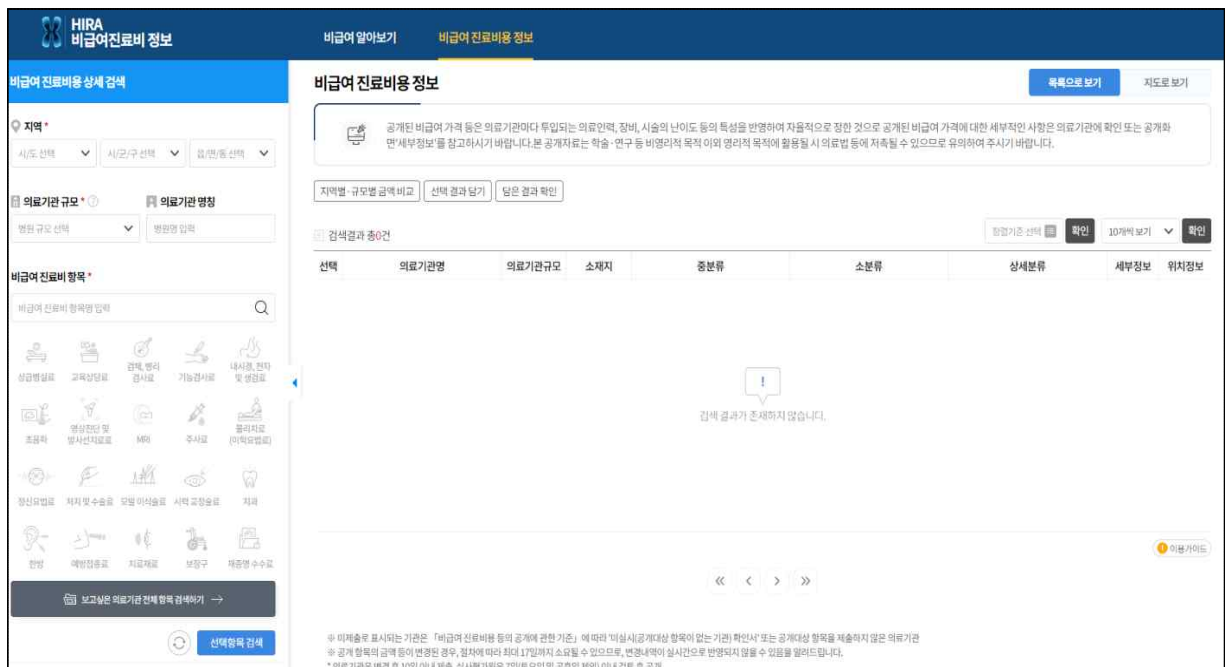 HIRA
비급여진료비 정보
비급여 알아보기
비급여 진료비용 정보
비급여 진료비용 상세 검색
지역 *
시/도 선택
시/군/구 선택
읍/면/동 선택
의료기관 규모 *
의료기관 명칭
병원 규모 선택
병원명 입력
비급여 진료비 항목 *
비급여 진료비 항목명 입력
상급병실료
교육상담료
검체, 병리
검사료
기능검사료
내시경, 천자
및 생검료
초음파
영상진단 및
방사선치료료
MRI
주사료
물리치료
(이학요법료)
정신요법료
처치 및 수술료
모발 이식술료
시력 교정술료
치과
한방
예방접종료
치료재료
보장구
제증명 수수료
보고싶은 의료기관 전체 항목 검색하기 →
선택항목 검색
비급여 진료비용 정보
목록으로 보기
지도로 보기
공개된 비급여 가격 등은 의료기관마다 투입되는 의료인력, 장비, 시술의 난이도 등의 특성을 반영하여 자율적으로 정한 것으로 공개된 비급여 가격에 대한 세부적인 사항은 의료기관에 확인 또는 공개화
면'세부정보'를 참고하시기 바랍니다.본 공개자료는 학술·연구 등 비영리적 목적 이외 영리적 목적에 활용될 시 의료법 등에 저촉될 수 있으므로 유의하여 주시기 바랍니다.
지역별·규모별 금액 비교
선택 결과 담기
담은 결과 확인
검색결과 총0건
정렬기준 선택
확인
10개씩 보기
확인
선택
의료기관명
의료기관규모
소재지
중분류
소분류
상세분류
세부정보
위치정보
검색 결과가 존재하지 않습니다.
이용가이드
※ 미제출로 표시되는 기관은 「비급여 진료비용 등의 공개에 관한 기준」에 따라 '미실시(공개대상 항목이 없는 기관) 확인서' 또는 공개대상 항목을 제출하지 않은 의료기관
※ 공개 항목의 금액 등이 변경된 경우, 절차에 따라 최대 17일까지 소요될 수 있으므로, 변경내역이 실시간으로 반영되지 않을 수 있음을 알려드립니다.